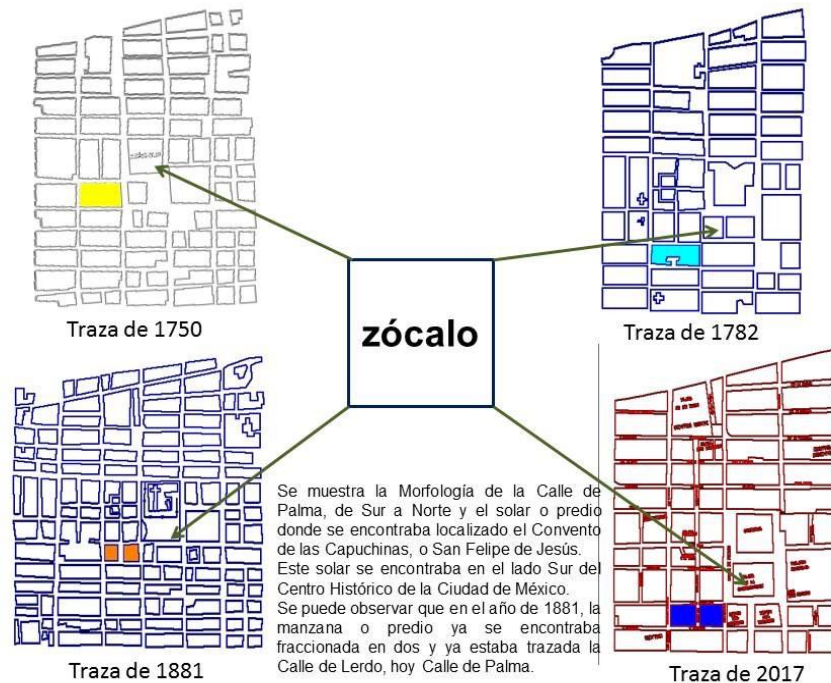 Traza de 1750
Traza de 1782
zócalo
Se muestra la Morfología de la Calle de
Palma, de Sur a Norte y el solar o predio
donde se encontraba localizado el Convento
de las Capuchinas, o San Felipe de Jesús.
Este solar se encontraba en el lado Sur del
Centro Histórico de la Ciudad de México.
Se puede observar que en el año de 1881, la
manzana o predio ya se encontraba
fraccionada en dos y ya estaba trazada la
Calle de Lerdo, hoy Calle de Palma.
Traza de 1881
Traza de 2017